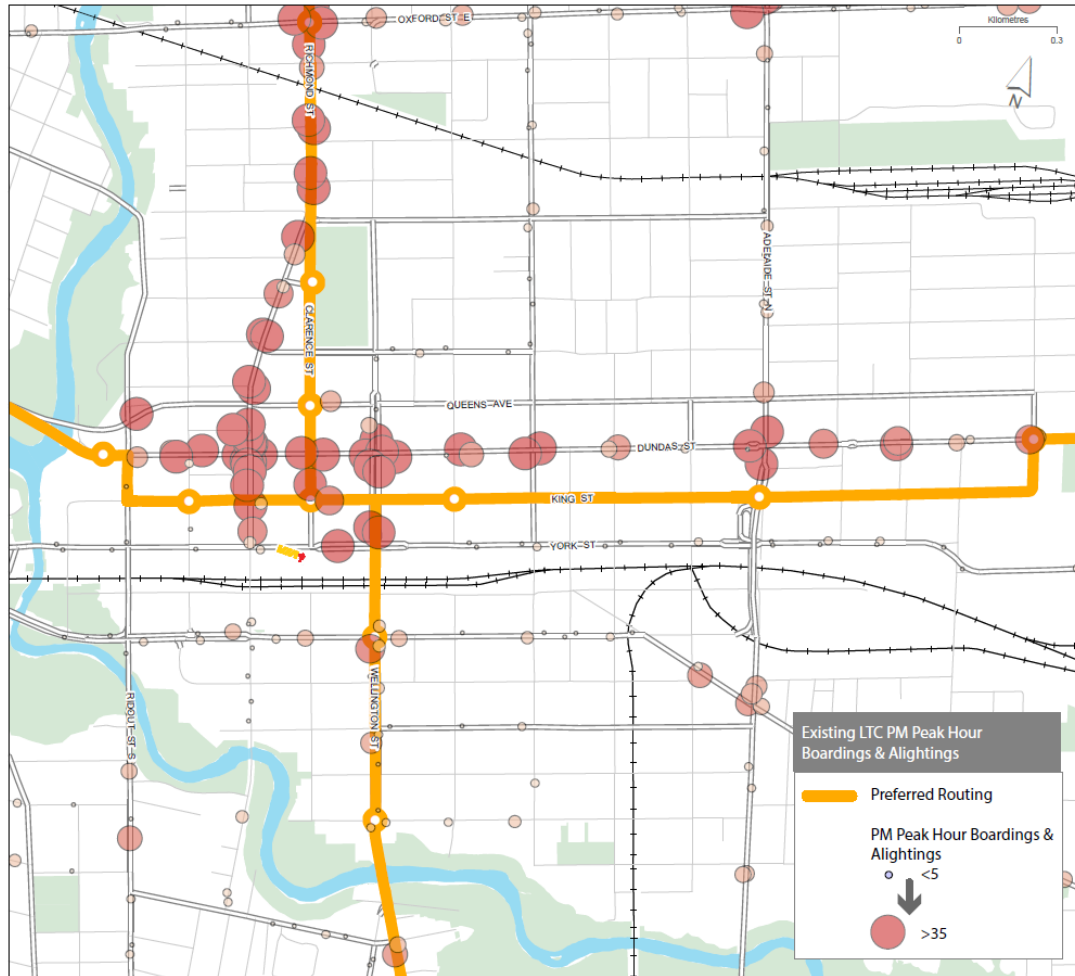 OXFORD ST E
Kilometres
0 0.3
N
RICHMOND ST
ADELAIDE ST N
CLARENCE ST
QUEENS AVE
DUNDAS ST
KING ST
YORK ST
WELLINGTON ST
RIDOUT ST S
Existing LTC PM Peak Hour
Boardings & Alightings
Preferred Routing
PM Peak Hour Boardings &
Alightings
<5
>35